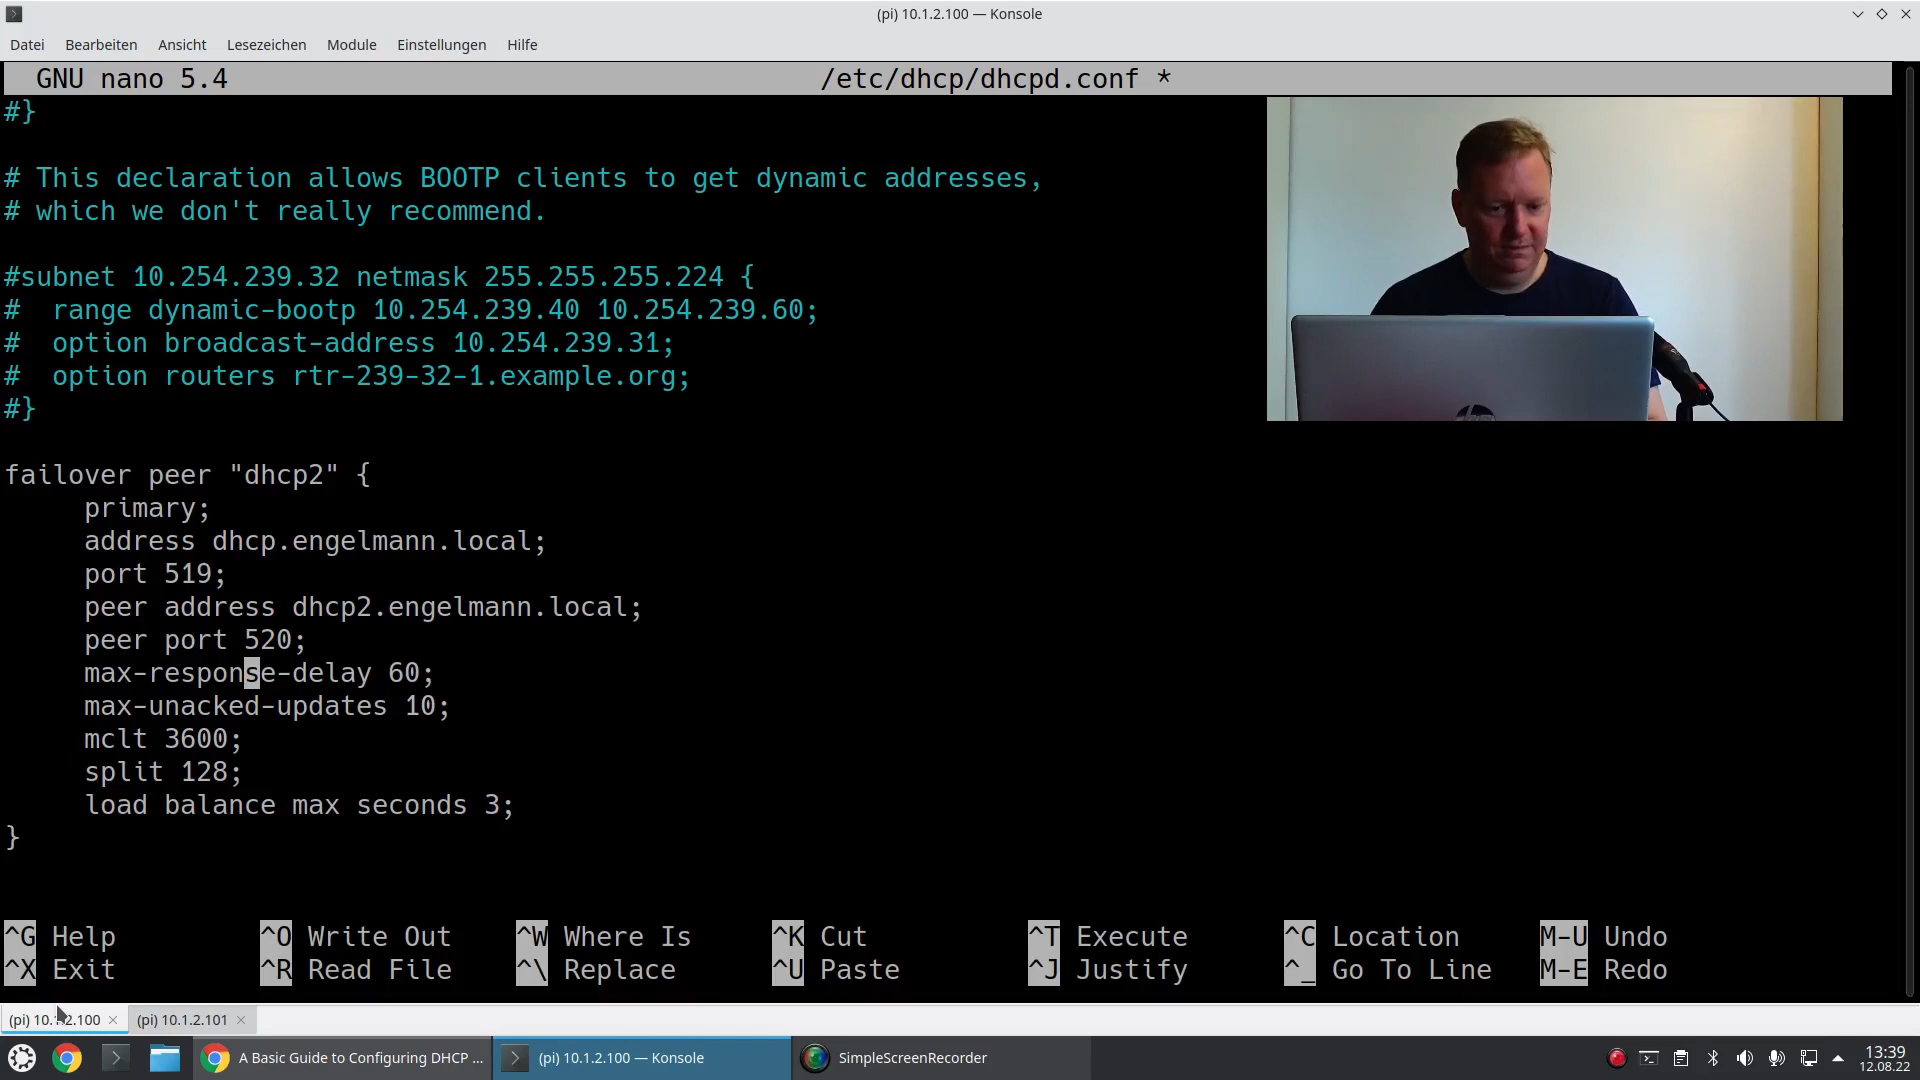 (pi) 10.1.2.100 — Konsole
Datei Bearbeiten Ansicht Lesezeichen Module Einstellungen Hilfe
GNU nano 5.4 /etc/dhcp/dhcpd.conf *
#}
# This declaration allows BOOTP clients to get dynamic addresses,
# which we don't really recommend.
#subnet 10.254.239.32 netmask 255.255.255.224 {
#  range dynamic-bootp 10.254.239.40 10.254.239.60;
#  option broadcast-address 10.254.239.31;
#  option routers rtr-239-32-1.example.org;
#}
failover peer "dhcp2" {
primary;
address dhcp.engelmann.local;
port 519;
peer address dhcp2.engelmann.local;
peer port 520;
max-response-delay 60;
max-unacked-updates 10;
mclt 3600;
split 128;
load balance max seconds 3;
}
^G Help ^O Write Out ^W Where Is ^K Cut ^T Execute ^C Location M-U Undo
^X Exit ^R Read File ^\ Replace ^U Paste ^J Justify ^_ Go To Line M-E Redo
(pi) 10.1.2.100 (pi) 10.1.2.101
A Basic Guide to Configuring DHCP ... (pi) 10.1.2.100 — Konsole SimpleScreenRecorder 13:39
12.08.22